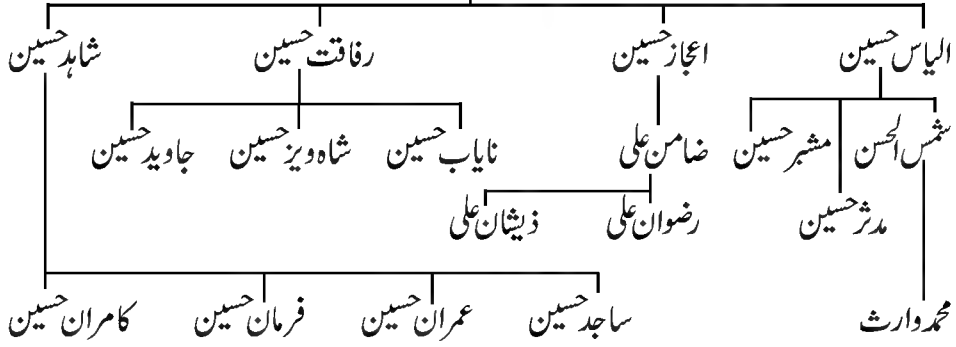 الیاس حسین اعجاز حسین رفاقت حسین شاہد حسین
شمس الحسن مبشر حسین ضامن علی نایاب حسین شاہ ویز حسین جاوید حسین
مدثر حسین رضوان علی ذیشان علی
محمد وارث ساجد حسین عمران حسین فرمان حسین کامران حسین